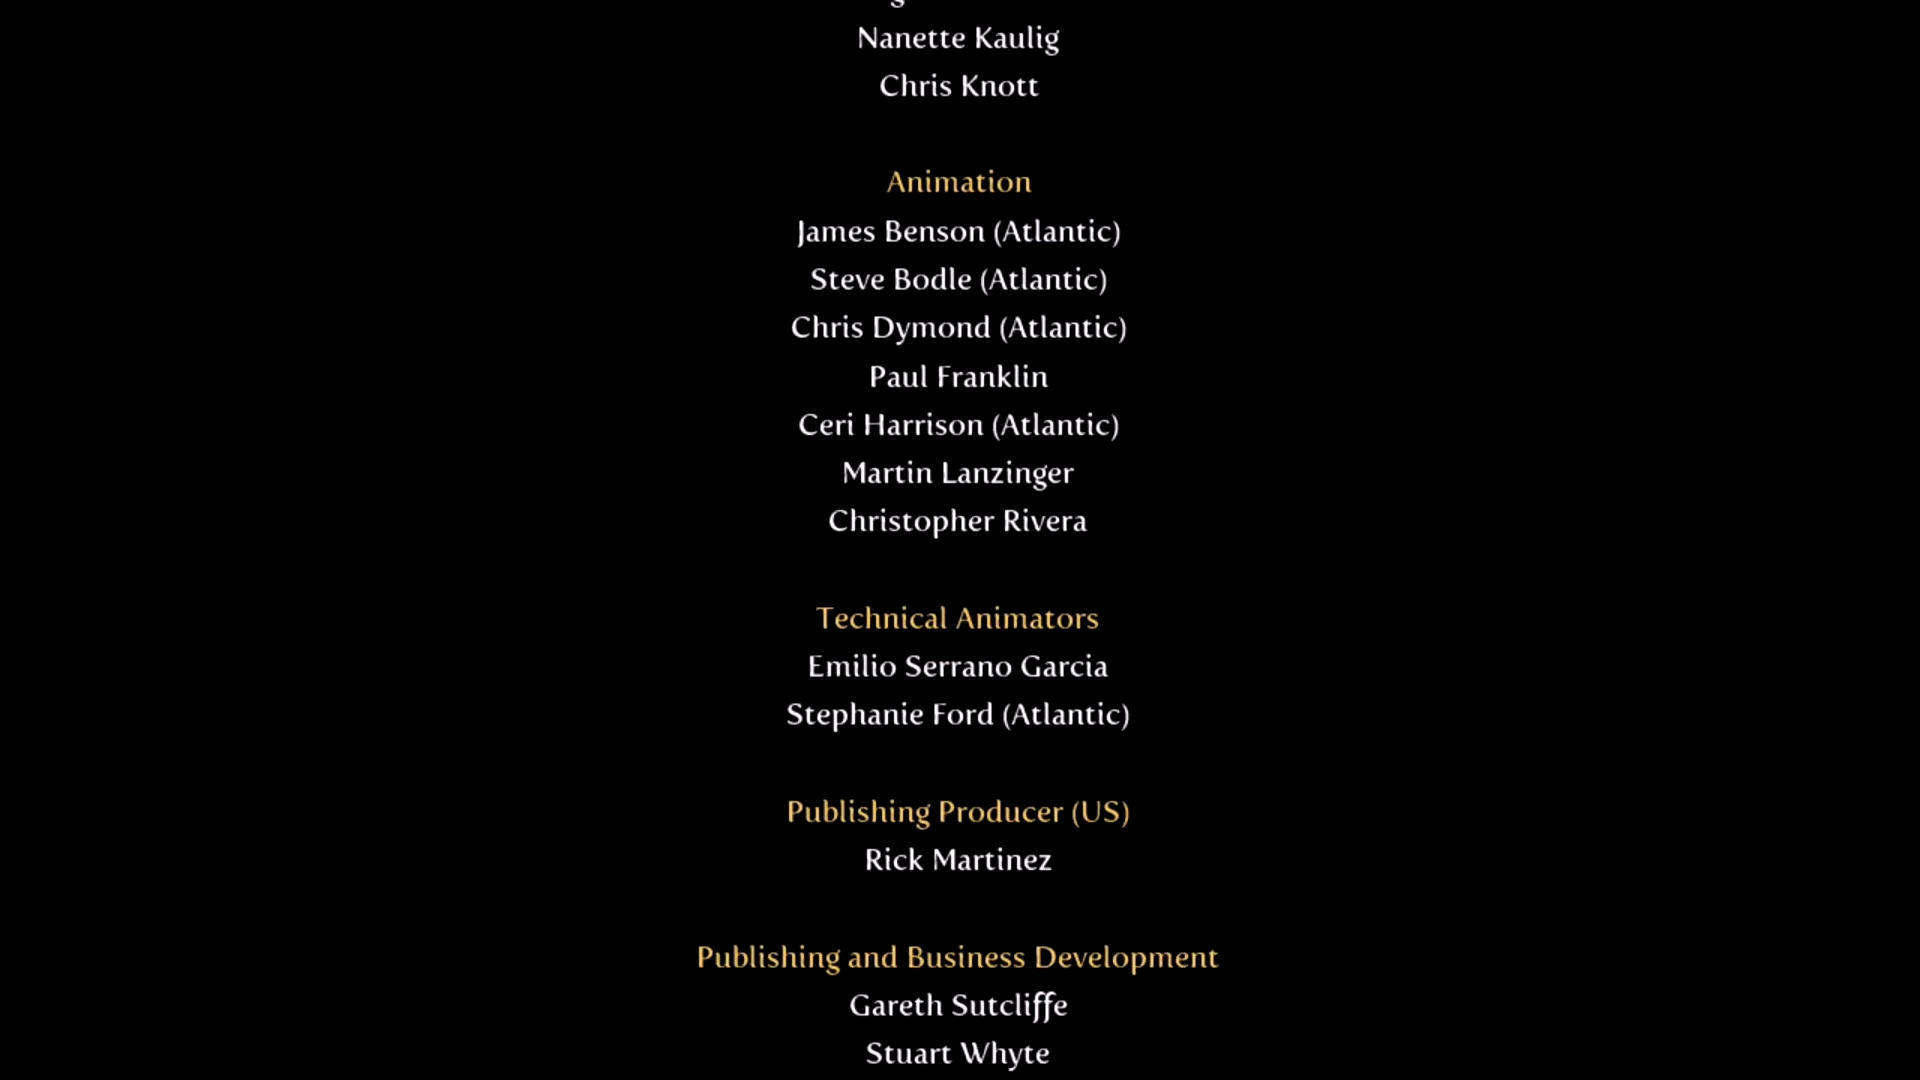 Nanette Kaulig
Chris Knott
Animation
James Benson (Atlantic)
Steve Bodle (Atlantic)
Chris Dymond (Atlantic)
Paul Franklin
Ceri Harrison (Atlantic)
Martin Lanzinger
Christopher Rivera
Technical Animators
Emilio Serrano Garcia
Stephanie Ford (Atlantic)
Publishing Producer (US)
Rick Martinez
Publishing and Business Development
Gareth Sutcliffe
Stuart Whyte